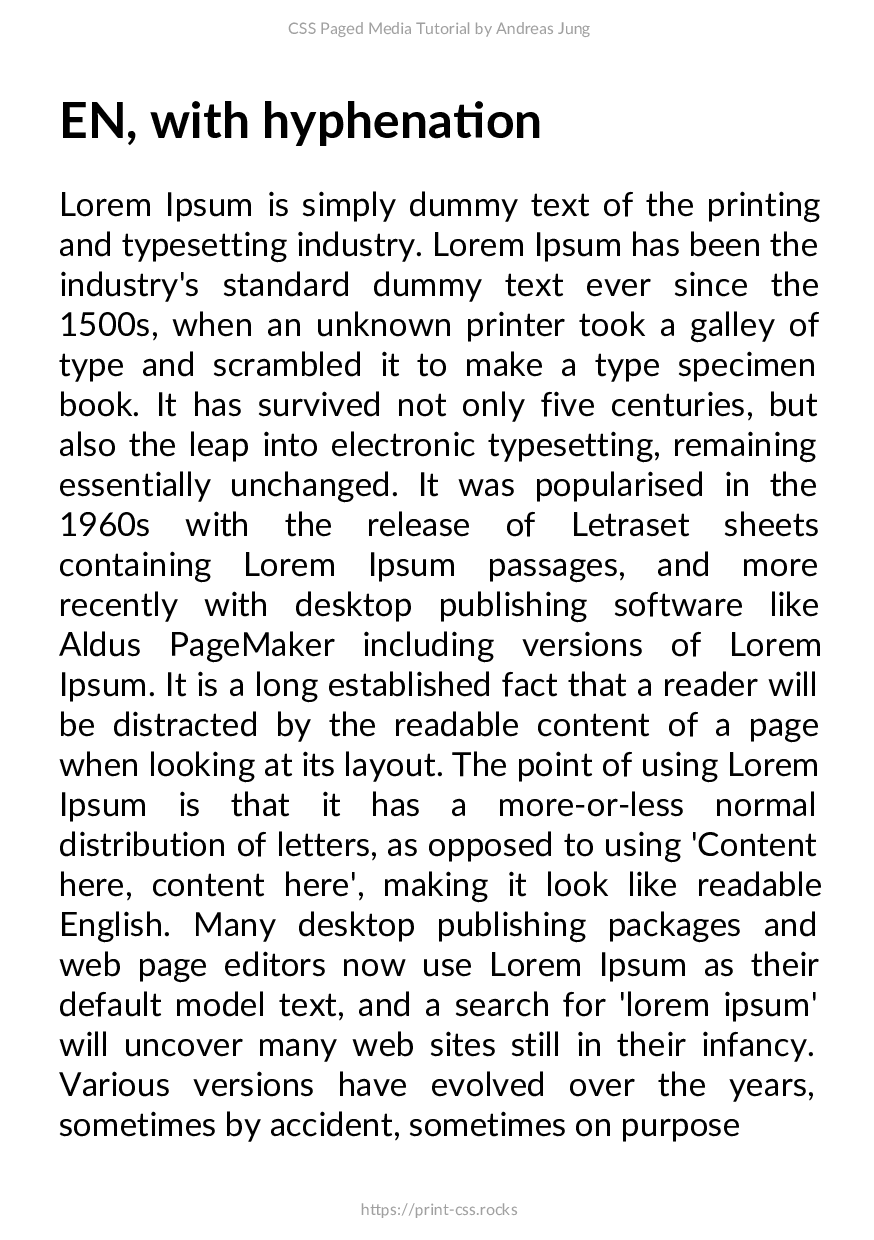 CSS Paged Media Tutorial by Andreas Jung
EN, with hyphenation
Lorem Ipsum is simply dummy text of the printing
and typesetting industry. Lorem Ipsum has been the
industry's standard dummy text ever since the
1500s, when an unknown printer took a galley of
type and scrambled it to make a type specimen
book. It has survived not only five centuries, but
also the leap into electronic typesetting, remaining
essentially unchanged. It was popularised in the
1960s with the release of Letraset sheets
containing Lorem Ipsum passages, and more
recently with desktop publishing software like
Aldus PageMaker including versions of Lorem
Ipsum. It is a long established fact that a reader will
be distracted by the readable content of a page
when looking at its layout. The point of using Lorem
Ipsum is that it has a more-or-less normal
distribution of letters, as opposed to using 'Content
here, content here', making it look like readable
English. Many desktop publishing packages and
web page editors now use Lorem Ipsum as their
default model text, and a search for 'lorem ipsum'
will uncover many web sites still in their infancy.
Various versions have evolved over the years,
sometimes by accident, sometimes on purpose
https://print-css.rocks